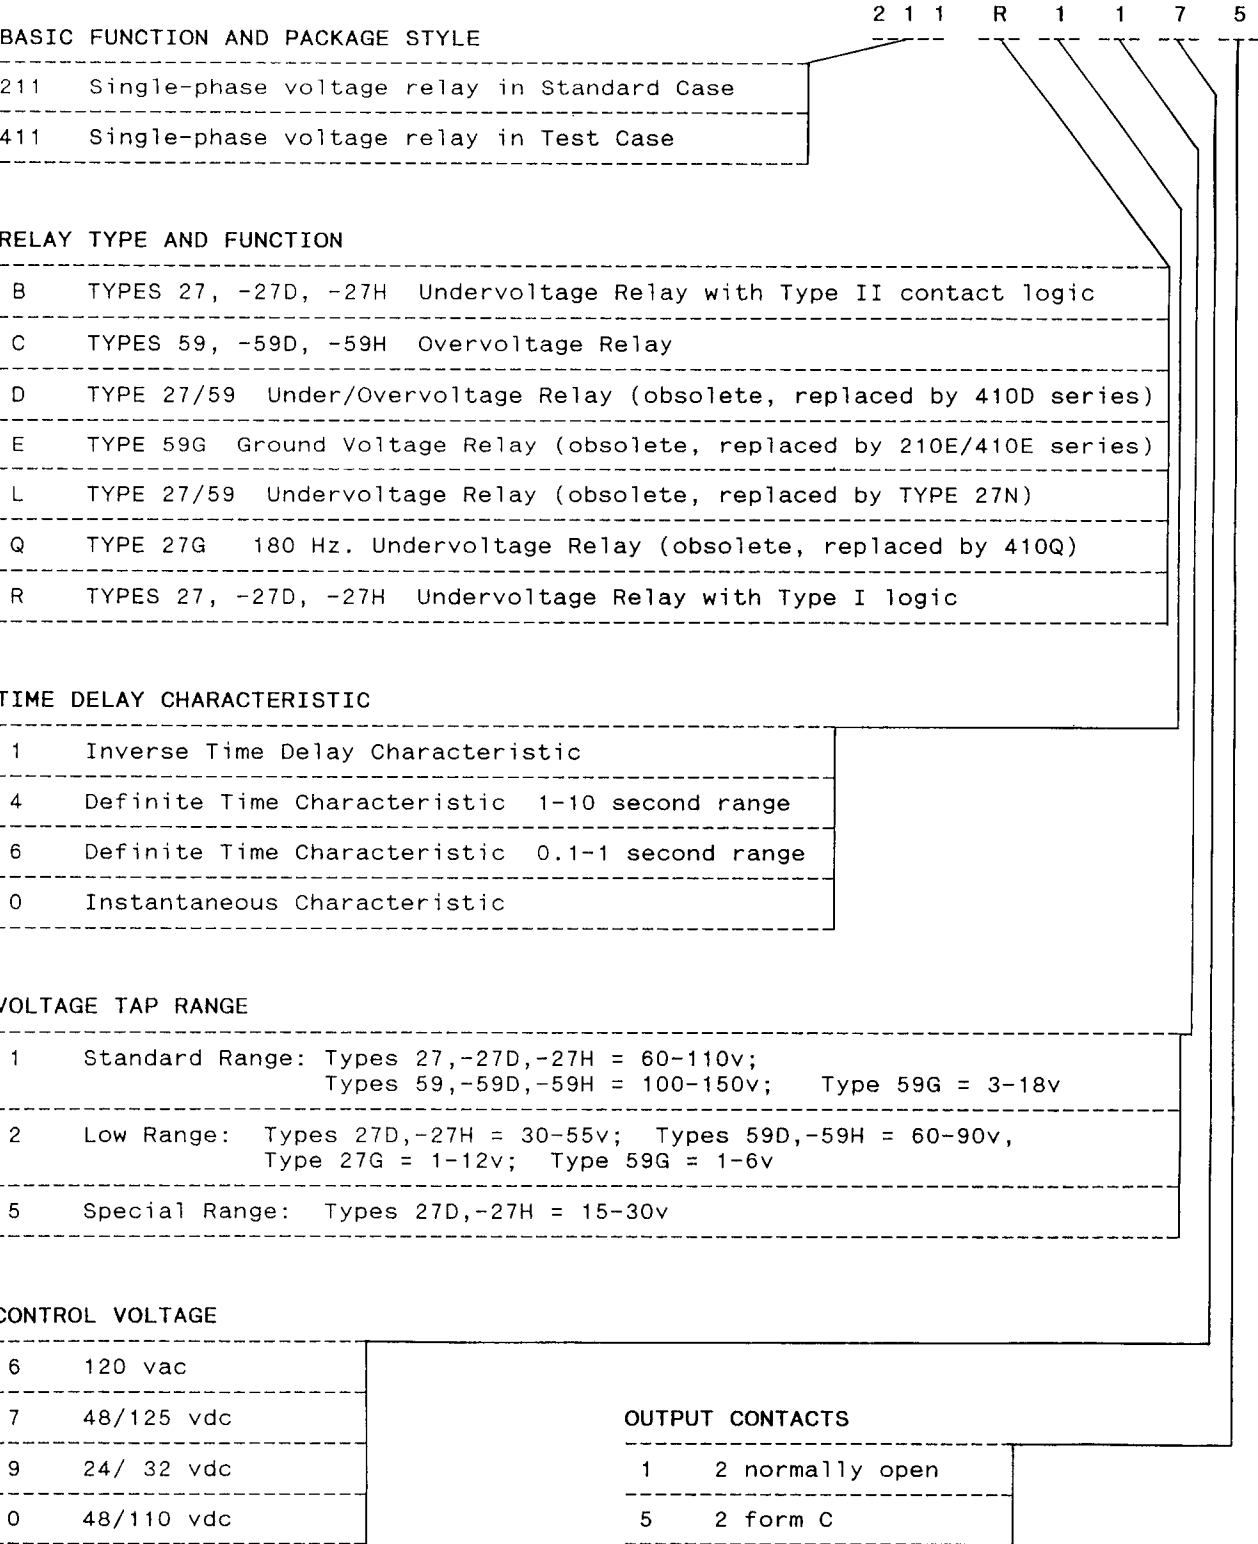 2 1 1 R 1 1 7 5
BASIC FUNCTION AND PACKAGE STYLE
211 Single-phase voltage relay in Standard Case
411 Single-phase voltage relay in Test Case
RELAY TYPE AND FUNCTION
B TYPES 27, -27D, -27H Undervoltage Relay with Type II contact logic
C TYPES 59, -59D, -59H Overvoltage Relay
D TYPE 27/59 Under/Overvoltage Relay (obsolete, replaced by 410D series)
E TYPE 59G Ground Voltage Relay (obsolete, replaced by 210E/410E series)
L TYPE 27/59 Undervoltage Relay (obsolete, replaced by TYPE 27N)
Q TYPE 27G 180 Hz. Undervoltage Relay (obsolete, replaced by 410Q)
R TYPES 27, -27D, -27H Undervoltage Relay with Type I logic
TIME DELAY CHARACTERISTIC
1 Inverse Time Delay Characteristic
4 Definite Time Characteristic 1-10 second range
6 Definite Time Characteristic 0.1-1 second range
0 Instantaneous Characteristic
VOLTAGE TAP RANGE
1 Standard Range: Types 27,-27D,-27H = 60-110v;
Types 59,-59D,-59H = 100-150v; Type 59G = 3-18v
2 Low Range: Types 27D,-27H = 30-55v; Types 59D,-59H = 60-90v,
Type 27G = 1-12v; Type 59G = 1-6v
5 Special Range: Types 27D,-27H = 15-30v
CONTROL VOLTAGE
6 120 vac
7 48/125 vdc
9 24/ 32 vdc
0 48/110 vdc
OUTPUT CONTACTS
1 2 normally open
5 2 form C